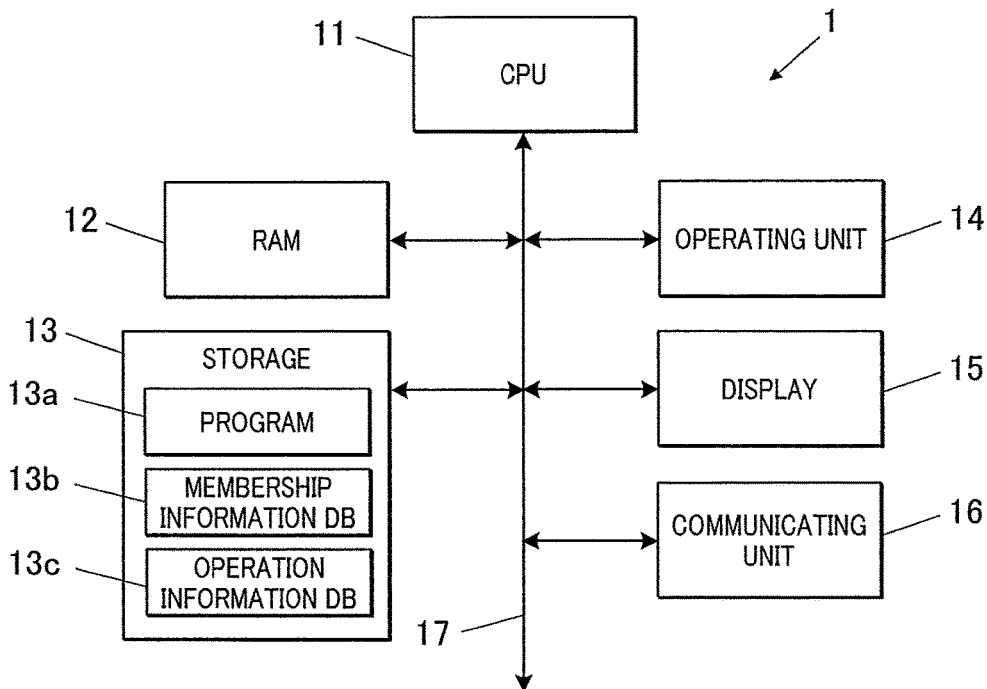 11
CPU
1
12
RAM
OPERATING UNIT
14
13
STORAGE
13a
PROGRAM
13b
MEMBERSHIP
INFORMATION DB
13c
OPERATION
INFORMATION DB
DISPLAY
15
COMMUNICATING
UNIT
16
17